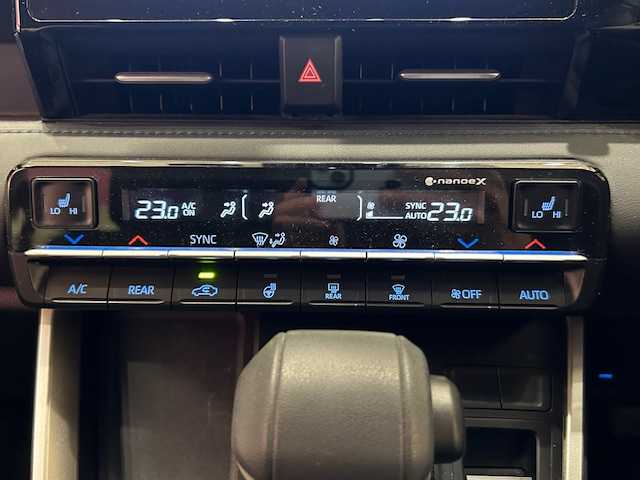 nanoeX
LO HI
23.0 A/C ON
REAR
SYNC AUTO 23.0
LO HI
SYNC
A/C
REAR
REAR
FRONT
OFF
AUTO